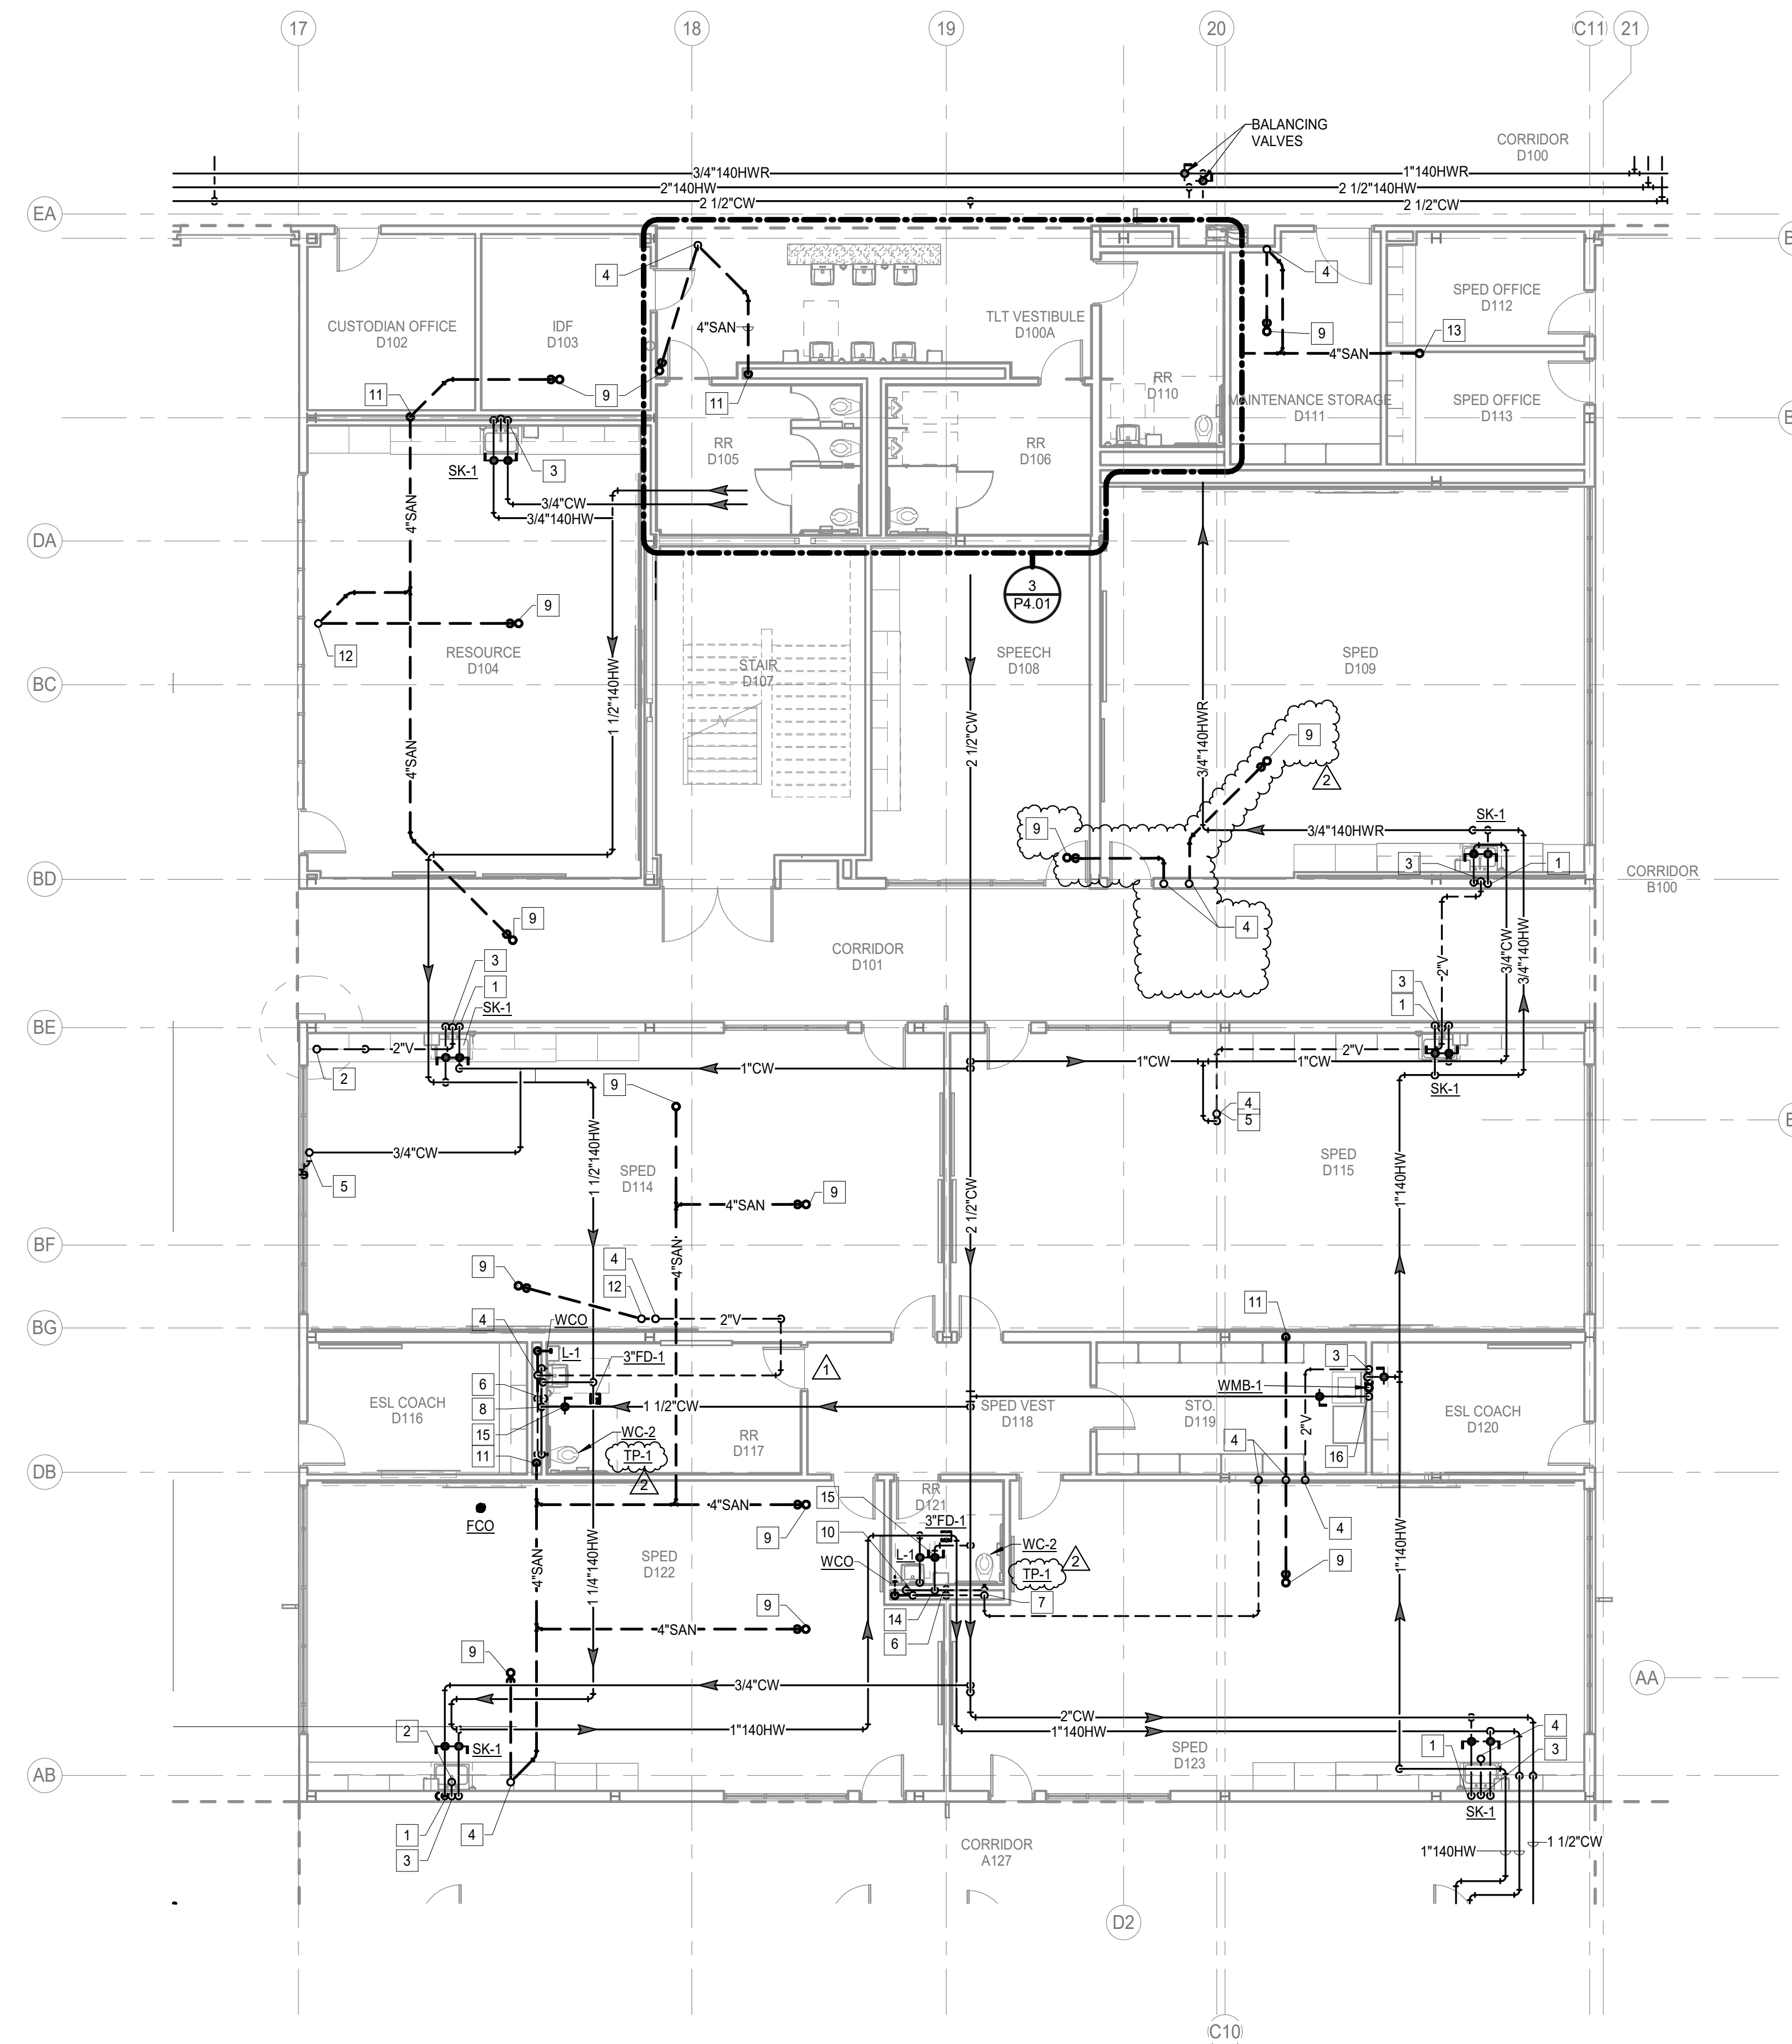 17
18
19
20
C11
21
BALANCING
VALVES
CORRIDOR
D100
3/4"140HWR
1"140HWR
2"140HW
2 1/2"140HW
2 1/2"CW
2 1/2"CW
EA
4
4
CUSTODIAN OFFICE
D102
IDF
D103
4"SAN
TLT VESTIBULE
D100A
SPED OFFICE
D112
9
13
4"SAN
11
9
11
RR
D110
MAINTENANCE STORAGE
D111
SPED OFFICE
D113
SK-1
3
RR
D105
RR
D106
3/4"CW
3/4"140HW
4"SAN
DA
3
P4.01
9
12
RESOURCE
D104
STAIR
D107
SPEECH
D108
SPED
D109
BC
1 1/2"140HW
2 1/2"CW
3/4"140HWR
4"SAN
9
2
SK-1
9
3/4"140HWR
3
1
BD
CORRIDOR
B100
9
4
CORRIDOR
D101
3
1
SK-1
2"V
3/4"CW
3/4"140HW
3
1
BE
2"V
2"V
2
1"CW
1"CW
1"CW
SK-1
9
4
5
3/4"CW
5
1 1/2"140HW
SPED
D114
SPED
D115
1"140HW
9
4"SAN
2 1/2"CW
BF
4"SAN
9
4
12
11
2"V
BG
4
WCO
L-1
3"FD-1
1
3
WMB-1
6
8
ESL COACH
D116
1 1/2"CW
SPED VEST
D118
STO.
D119
2"V
ESL COACH
D120
15
WC-2
RR
D117
TP-1
11
4
16
DB
2
FCO
4"SAN
9
RR
D121
15
3"FD-1
4
10
L-1
WC-2
2
WCO
TP-1
9
4"SAN
SPED
D122
1 1/4"140HW
1"140HW
9
7
14
6
4"SAN
9
3/4"CW
AA
2
1"140HW
2"CW
1"140HW
4
SK-1
1
3
SPED
D123
AB
SK-1
1
4
3
CORRIDOR
A127
1"140HW
1 1/2"CW
D2
C10